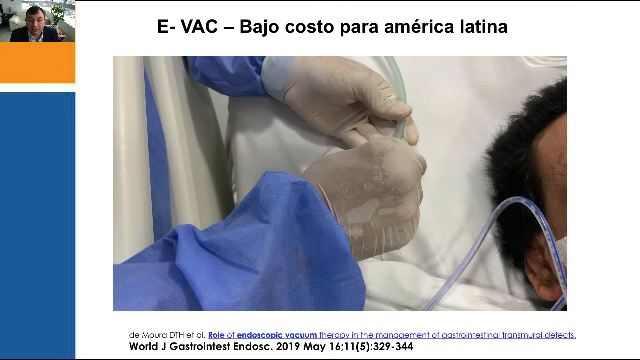 E- VAC – Bajo costo para américa latina
de Moura DTH et al. Role of endoscopic vacuum therapy in the management of gastrointestinal transmural defects.
World J Gastrointest Endosc. 2019 May 16;11(5):329-344